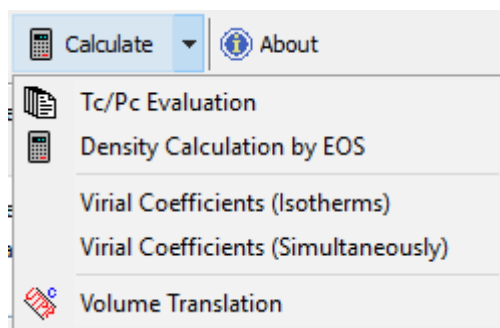 Calculate About
Tc/Pc Evaluation
Density Calculation by EOS
Virial Coefficients (Isotherms)
Virial Coefficients (Simultaneously)
Volume Translation